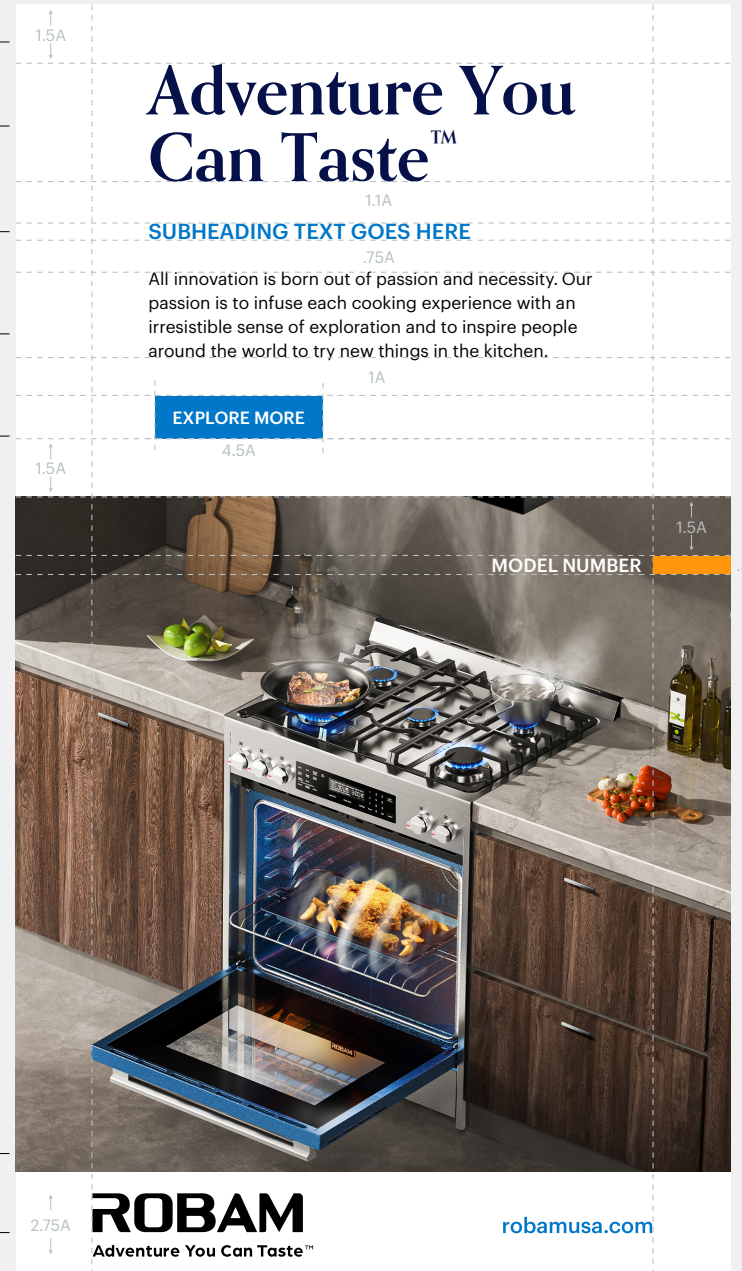 1.5A
Adventure You
Can Taste™
1.1A
SUBHEADING TEXT GOES HERE
.75A
All innovation is born out of passion and necessity. Our
passion is to infuse each cooking experience with an
irresistible sense of exploration and to inspire people
around the world to try new things in the kitchen.
1A
EXPLORE MORE
4.5A
1.5A
1.5A
MODEL NUMBER
ROBAM
2.75A
ROBAM
Adventure You Can Taste™
robamusa.com